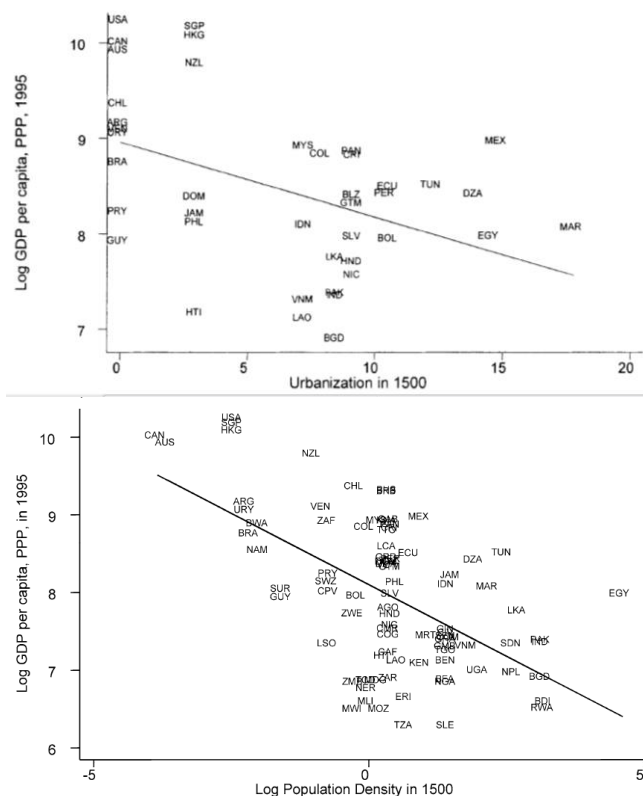 USA
SGP
HKG
10
CAN
AUS
NZL
CHL
ARG
9
MEX
MYS
COL
BRA
ECU
TUN
DOM
BLZ
PER
DZA
GTM
PRY
JAM
PHL
IDN
MAR
8
GUY
SLV
BOL
EGY
LKA
HND
NIC
VNM
HTI
LAO
7
BGD
0
5
10
15
Urbanization in 1500
Log GDP per capita, PPP, 1995
USA
SGP
HKG
10
CAN
AUS
NZL
CHL
ARG
URY
VEN
9
BWA
ZAF
COL
MEX
BRA
NAM
LCA
ECU
TUN
DZA
PRY
SWZ
PHL
JAM
IDN
MAR
8
SUR
GUY
CPV
BOL
SLV
EGY
AGO
LKA
ZWE
HND
NIC
COG
LSO
SDN
HTI
LAO
KEN
BEN
7
UGA
NPL
BGD
ZAR
NER
ERI
MLI
BDI
MWI
MOZ
RWA
TZA
SLE
6
-5
0
5
Log Population Density in 1500
Log GDP per capita, PPP, in 1995